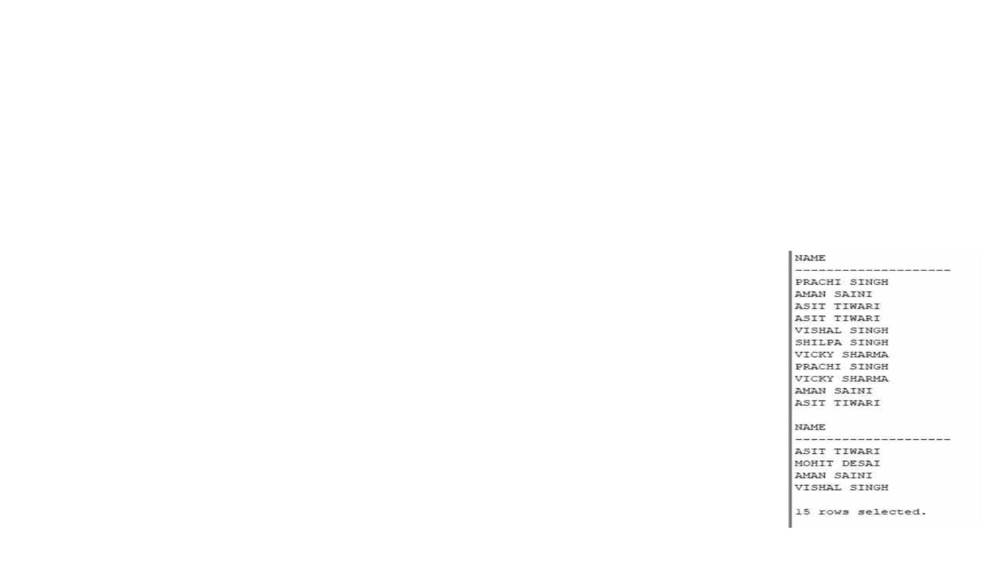 NAME
--------------------
PRACHI SINGH
AMAN SAINI
ASIT TIWARI
ASIT TIWARI
VISHAL SINGH
SHILPA SINGH
VICKY SHARMA
PRACHI SINGH
VICKY SHARMA
AMAN SAINI
ASIT TIWARI
NAME
--------------------
ASIT TIWARI
MOHIT DESAI
AMAN SAINI
VISHAL SINGH
15 rows selected.